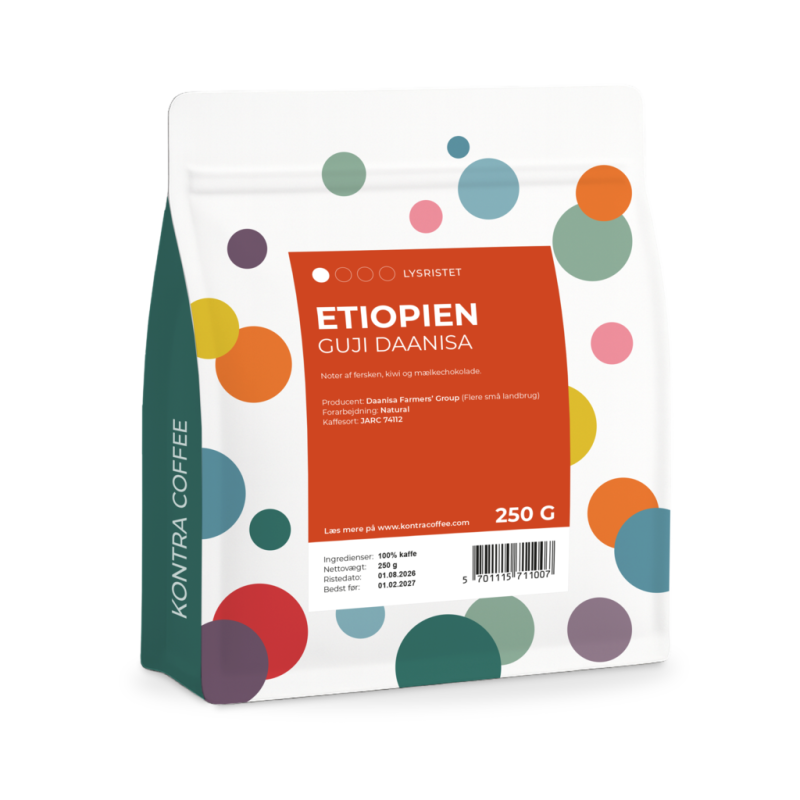 LYSRISTET
ETIOPIEN
GUJI DAANISA
Noter af fersken, kiwi og mælkechokolade.
Producent: Daanisa Farmers’ Group (Flere små landbrug)
Forarbejdning: Natural
Kaffesort: JARC 74112
Læs mere på www.kontracoffee.com
250 G
Ingredienser: 100% kaffe
Nettovægt: 250 g
Ristedato: 01.08.2026
Bedst før: 01.02.2027
5 701115 711007
KONTRA COFFEE